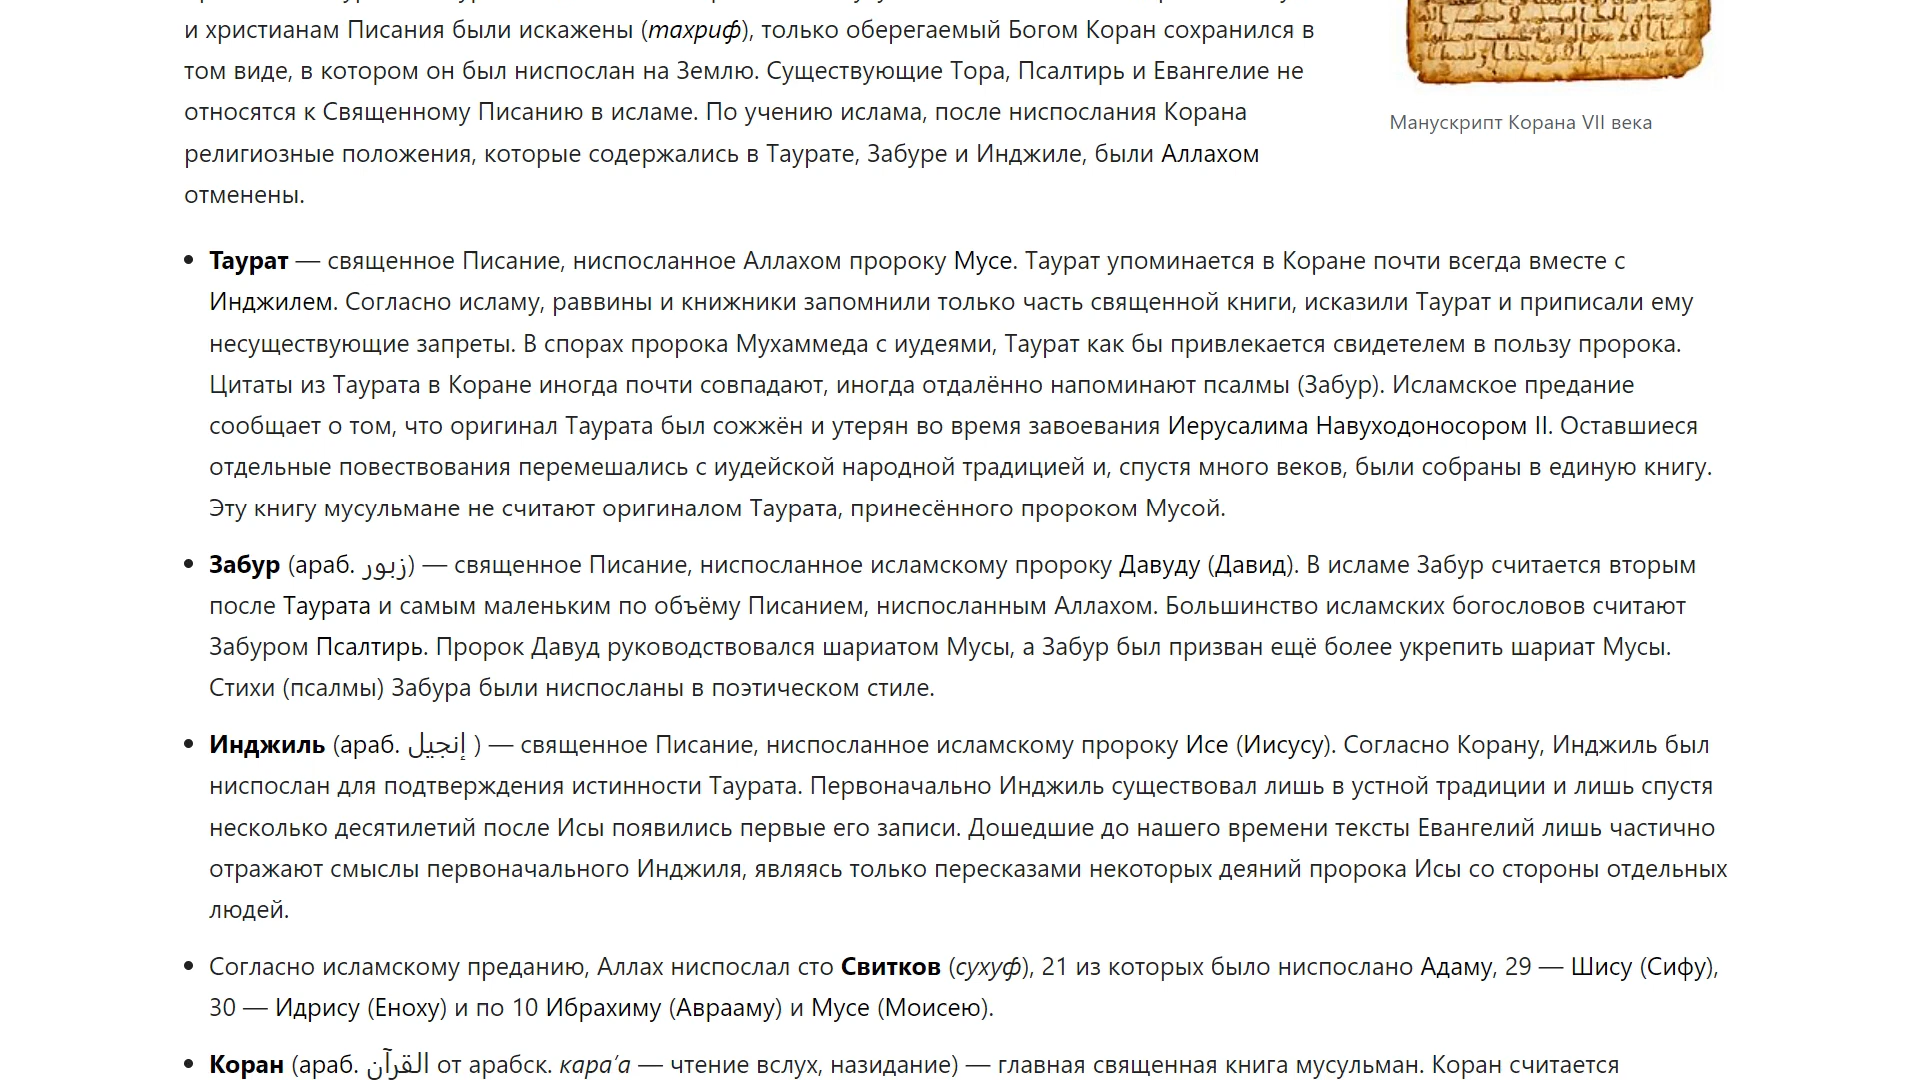 и христианам Писания были искажены (тахриф), только оберегаемый Богом Коран сохранился в
том виде, в котором он был ниспослан на Землю. Существующие Тора, Псалтирь и Евангелие не
относятся к Священному Писанию в исламе. По учению ислама, после ниспослания Корана
религиозные положения, которые содержались в Таурате, Забуре и Инджиле, были Аллахом
отменены.
Манускрипт Корана VII века
• Таурат — священное Писание, ниспосланное Аллахом пророку Мусе. Таурат упоминается в Коране почти всегда вместе с
Инджилем. Согласно исламу, раввины и книжники запомнили только часть священной книги, исказили Таурат и приписали ему
несуществующие запреты. В спорах пророка Мухаммеда с иудеями, Таурат как бы привлекается свидетелем в пользу пророка.
Цитаты из Таурата в Коране иногда почти совпадают, иногда отдалённо напоминают псалмы (Забур). Исламское предание
сообщает о том, что оригинал Таурата был сожжён и утерян во время завоевания Иерусалима Навуходоносором II. Оставшиеся
отдельные повествования перемешались с иудейской народной традицией и, спустя много веков, были собраны в единую книгу.
Эту книгу мусульмане не считают оригиналом Таурата, принесённого пророком Мусой.
• Забур (араб. زبور) — священное Писание, ниспосланное исламскому пророку Давуду (Давид). В исламе Забур считается вторым
после Таурата и самым маленьким по объёму Писанием, ниспосланным Аллахом. Большинство исламских богословов считают
Забуром Псалтирь. Пророк Давуд руководствовался шариатом Мусы, а Забур был призван ещё более укрепить шариат Мусы.
Стихи (псалмы) Забура были ниспосланы в поэтическом стиле.
• Инджиль (араб. إنجيل ) — священное Писание, ниспосланное исламскому пророку Исе (Иисусу). Согласно Корану, Инджиль был
ниспослан для подтверждения истинности Таурата. Первоначально Инджиль существовал лишь в устной традиции и лишь спустя
несколько десятилетий после Исы появились первые его записи. Дошедшие до нашего времени тексты Евангелий лишь частично
отражают смыслы первоначального Инджиля, являясь только пересказами некоторых деяний пророка Исы со стороны отдельных
людей.
• Согласно исламскому преданию, Аллах ниспослал сто Свитков (сухуф), 21 из которых было ниспослано Адаму, 29 — Шису (Сифу),
30 — Идрису (Еноху) и по 10 Ибрахиму (Аврааму) и Мусе (Моисею).
• Коран (араб. القرآن от арабск. кара’а — чтение вслух, назидание) — главная священная книга мусульман. Коран считается